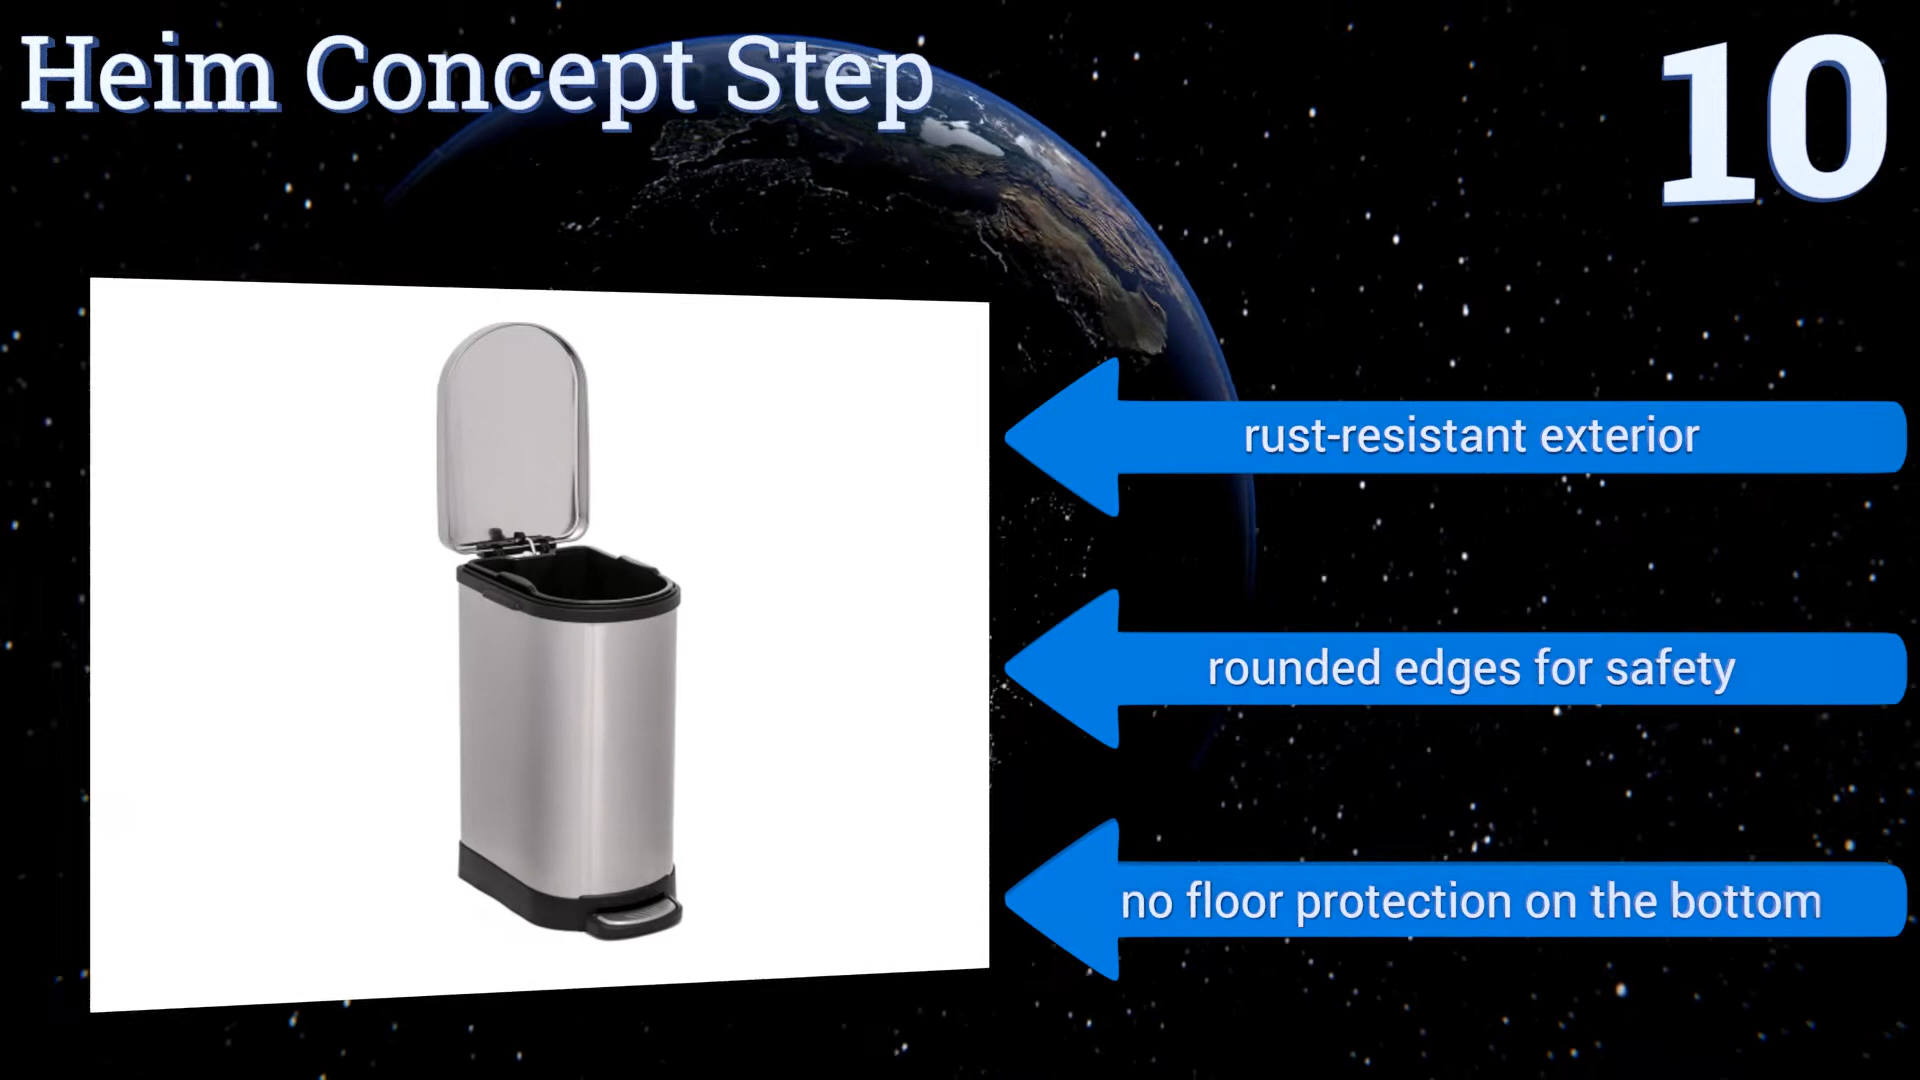 Heim Concept Step
10
rust-resistant exterior
rounded edges for safety
no floor protection on the bottom